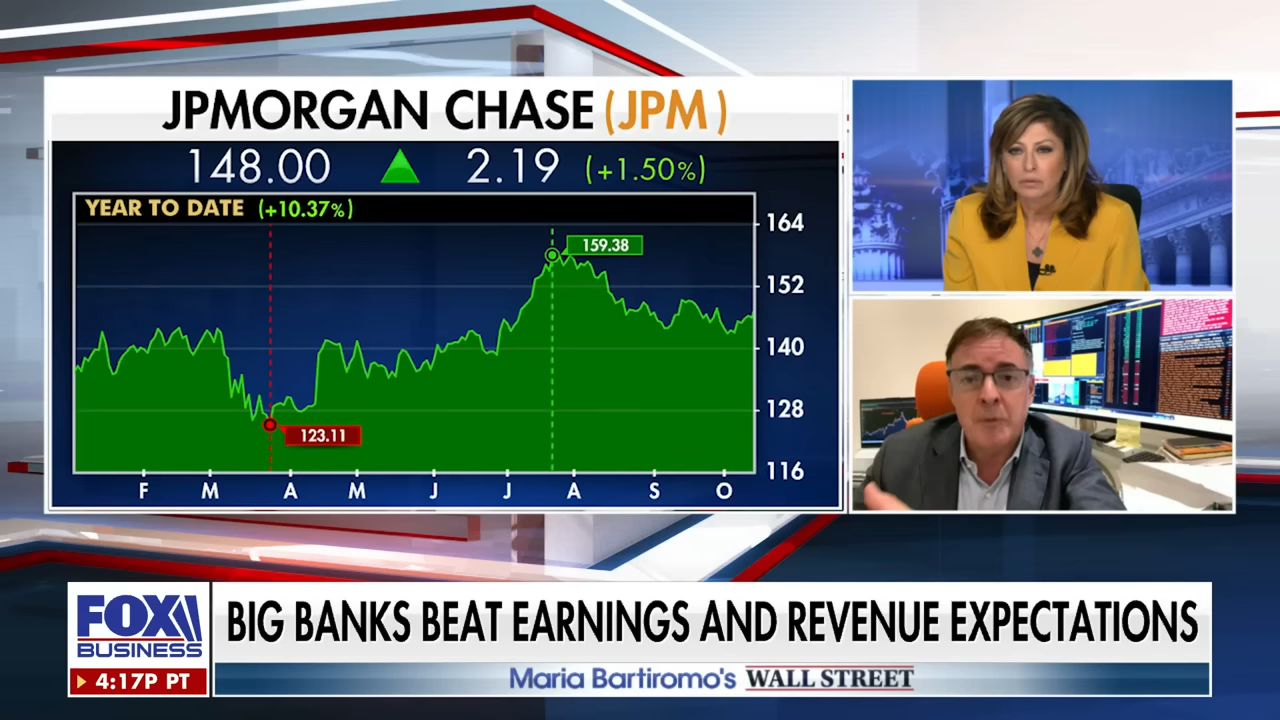 JPMORGAN CHASE (JPM)
148.00 ▲ 2.19 (+1.50%)
YEAR TO DATE (+10.37%)
164
159.38
152
140
128
123.11
116
F M A M J J A S O
FOX
BUSINESS
4:17P PT
BIG BANKS BEAT EARNINGS AND REVENUE EXPECTATIONS
Maria Bartiromo's WALL STREET